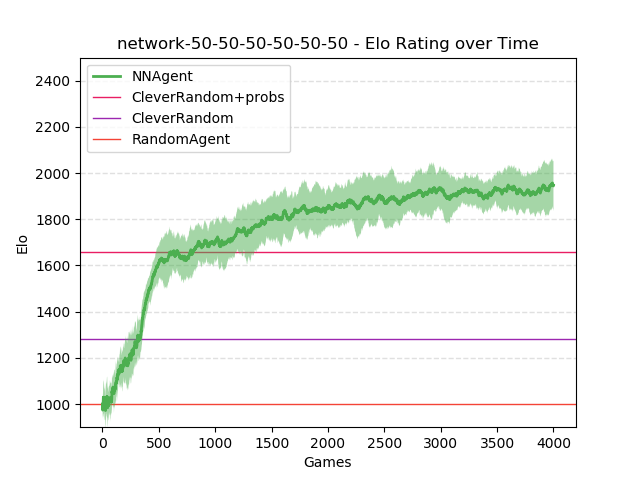 network-50-50-50-50-50-50 - Elo Rating over Time
NNAgent
CleverRandom+probs
CleverRandom
RandomAgent
Elo
2400
2200
2000
1800
1600
1400
1200
1000
0 500 1000 1500 2000 2500 3000 3500 4000
Games